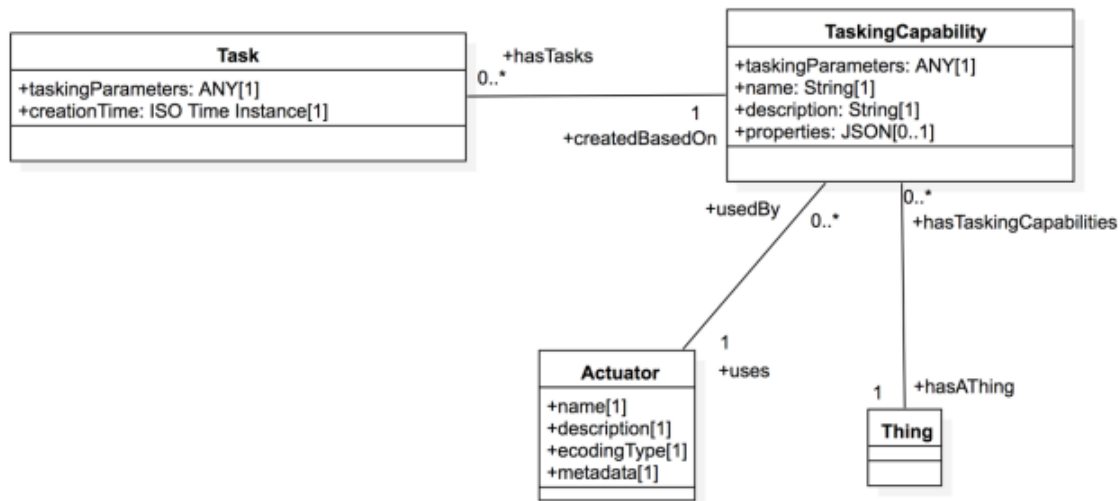 Task
+taskingParameters: ANY[1]
+creationTime: ISO Time Instance[1]
+hasTasks
0..*
1
+createdBasedOn
TaskingCapability
+taskingParameters: ANY[1]
+name: String[1]
+description: String[1]
+properties: JSON[0..1]
+usedBy
0..*
0..*
+hasTaskingCapabilities
1
+uses
Actuator
+name[1]
+description[1]
+ecodingType[1]
+metadata[1]
1
+hasAThing
Thing